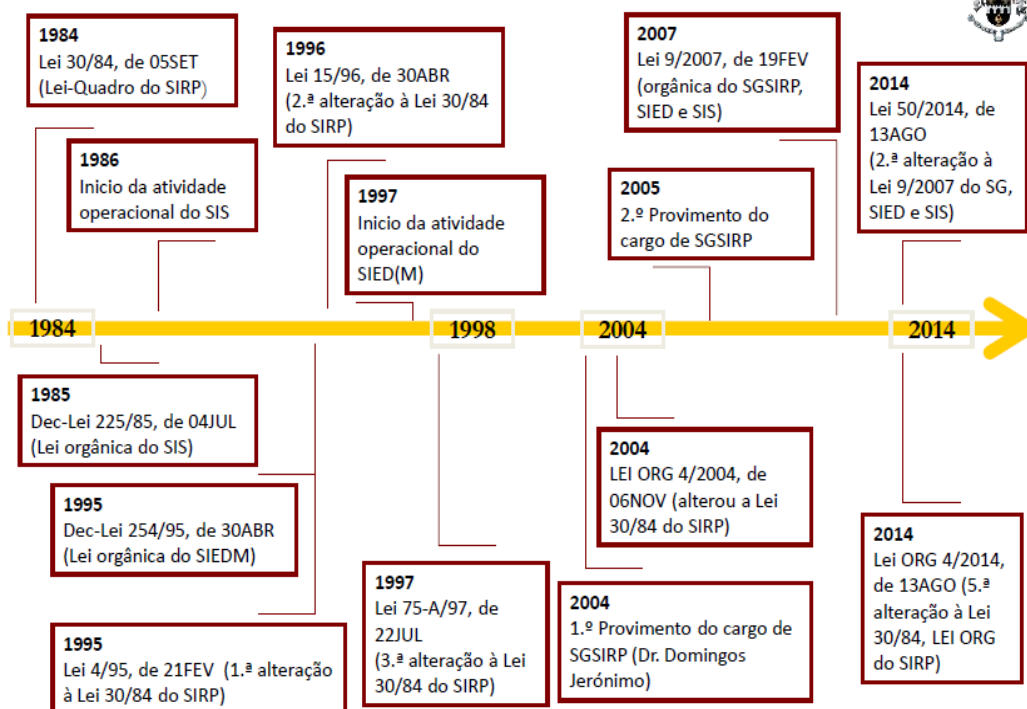 1984
Lei 30/84, de 05SET
(Lei-Quadro do SIRP)
1996
Lei 15/96, de 30ABR
(2.ª alteração à Lei 30/84
do SIRP)
2007
Lei 9/2007, de 19FEV
(orgânica do SGSIRP,
SIED e SIS)
2014
Lei 50/2014, de
13AGO
(2.ª alteração à
Lei 9/2007 do SG,
SIED e SIS)
1986
Inicio da atividade
operacional do SIS
1997
Inicio da atividade
operacional do
SIED(M)
2005
2.º Provimento do
cargo de SGSIRP
1984
1998
2004
2014
1985
Dec-Lei 225/85, de 04JUL
(Lei orgânica do SIS)
1995
Dec-Lei 254/95, de 30ABR
(Lei orgânica do SIEDM)
1995
Lei 4/95, de 21FEV (1.ª alteração
à Lei 30/84 do SIRP)
1997
Lei 75-A/97, de
22JUL
(3.ª alteração à Lei
30/84 do SIRP)
2004
LEI ORG 4/2004, de
06NOV (alterou a Lei
30/84 do SIRP)
2004
1.º Provimento do cargo de
SGSIRP (Dr. Domingos
Jerónimo)
2014
Lei ORG 4/2014,
de 13AGO (5.ª
alteração à Lei
30/84, LEI ORG
do SIRP)